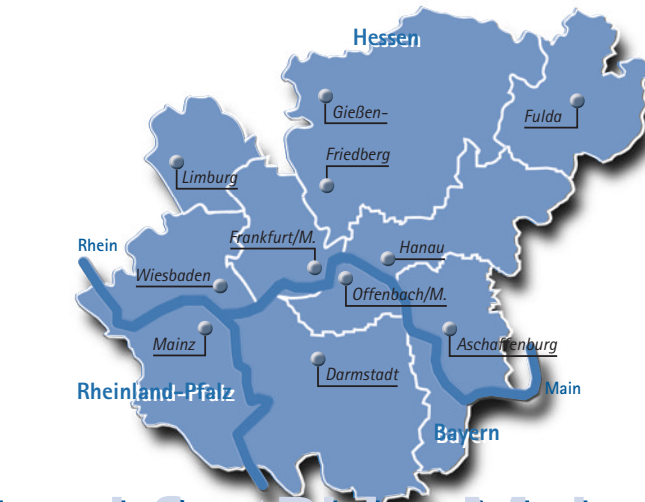 Hessen
Gießen-
Fulda
Friedberg
Limburg
Frankfurt/M.
Hanau
Rhein
Wiesbaden
Offenbach/M.
Mainz
Aschaffenburg
Darmstadt
Rheinland-Pfalz
Main
Bayern